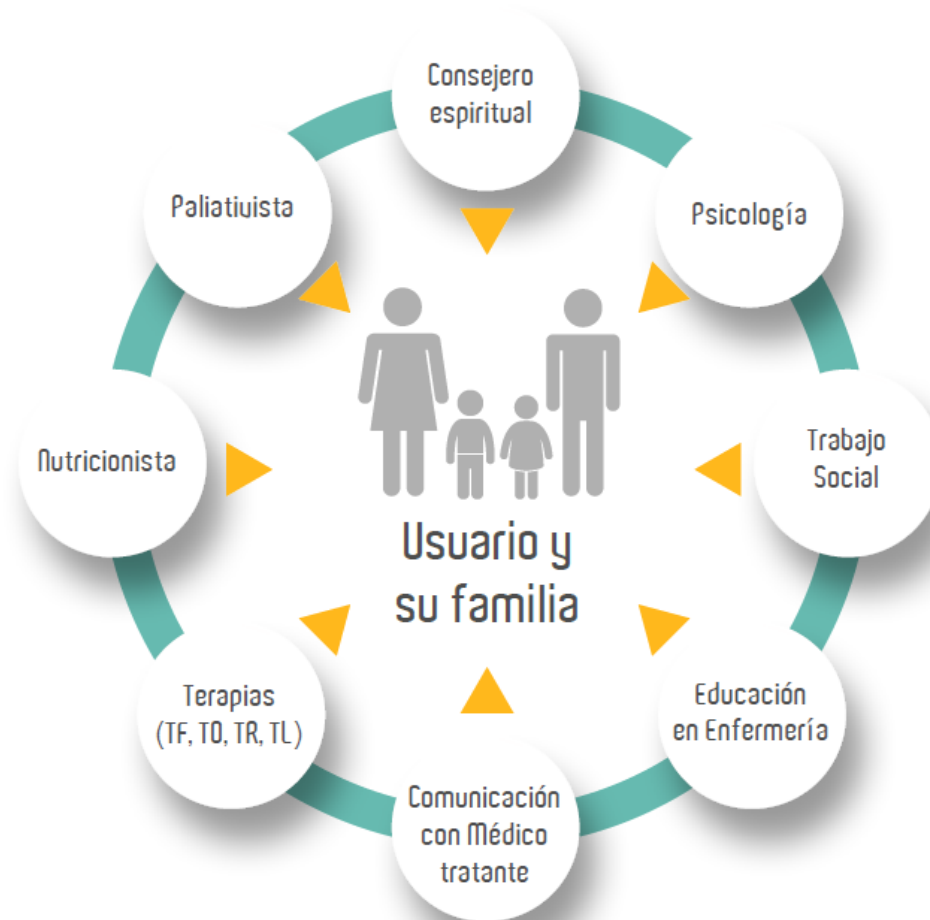 Consejero
espiritual
Psicología
Trabajo
Social
Educación
en Enfermería
Comunicación
con Médico
tratante
Terapias
(TF, TO, TR, TL)
Nutricionista
Paliativista
Usuario y
su familia